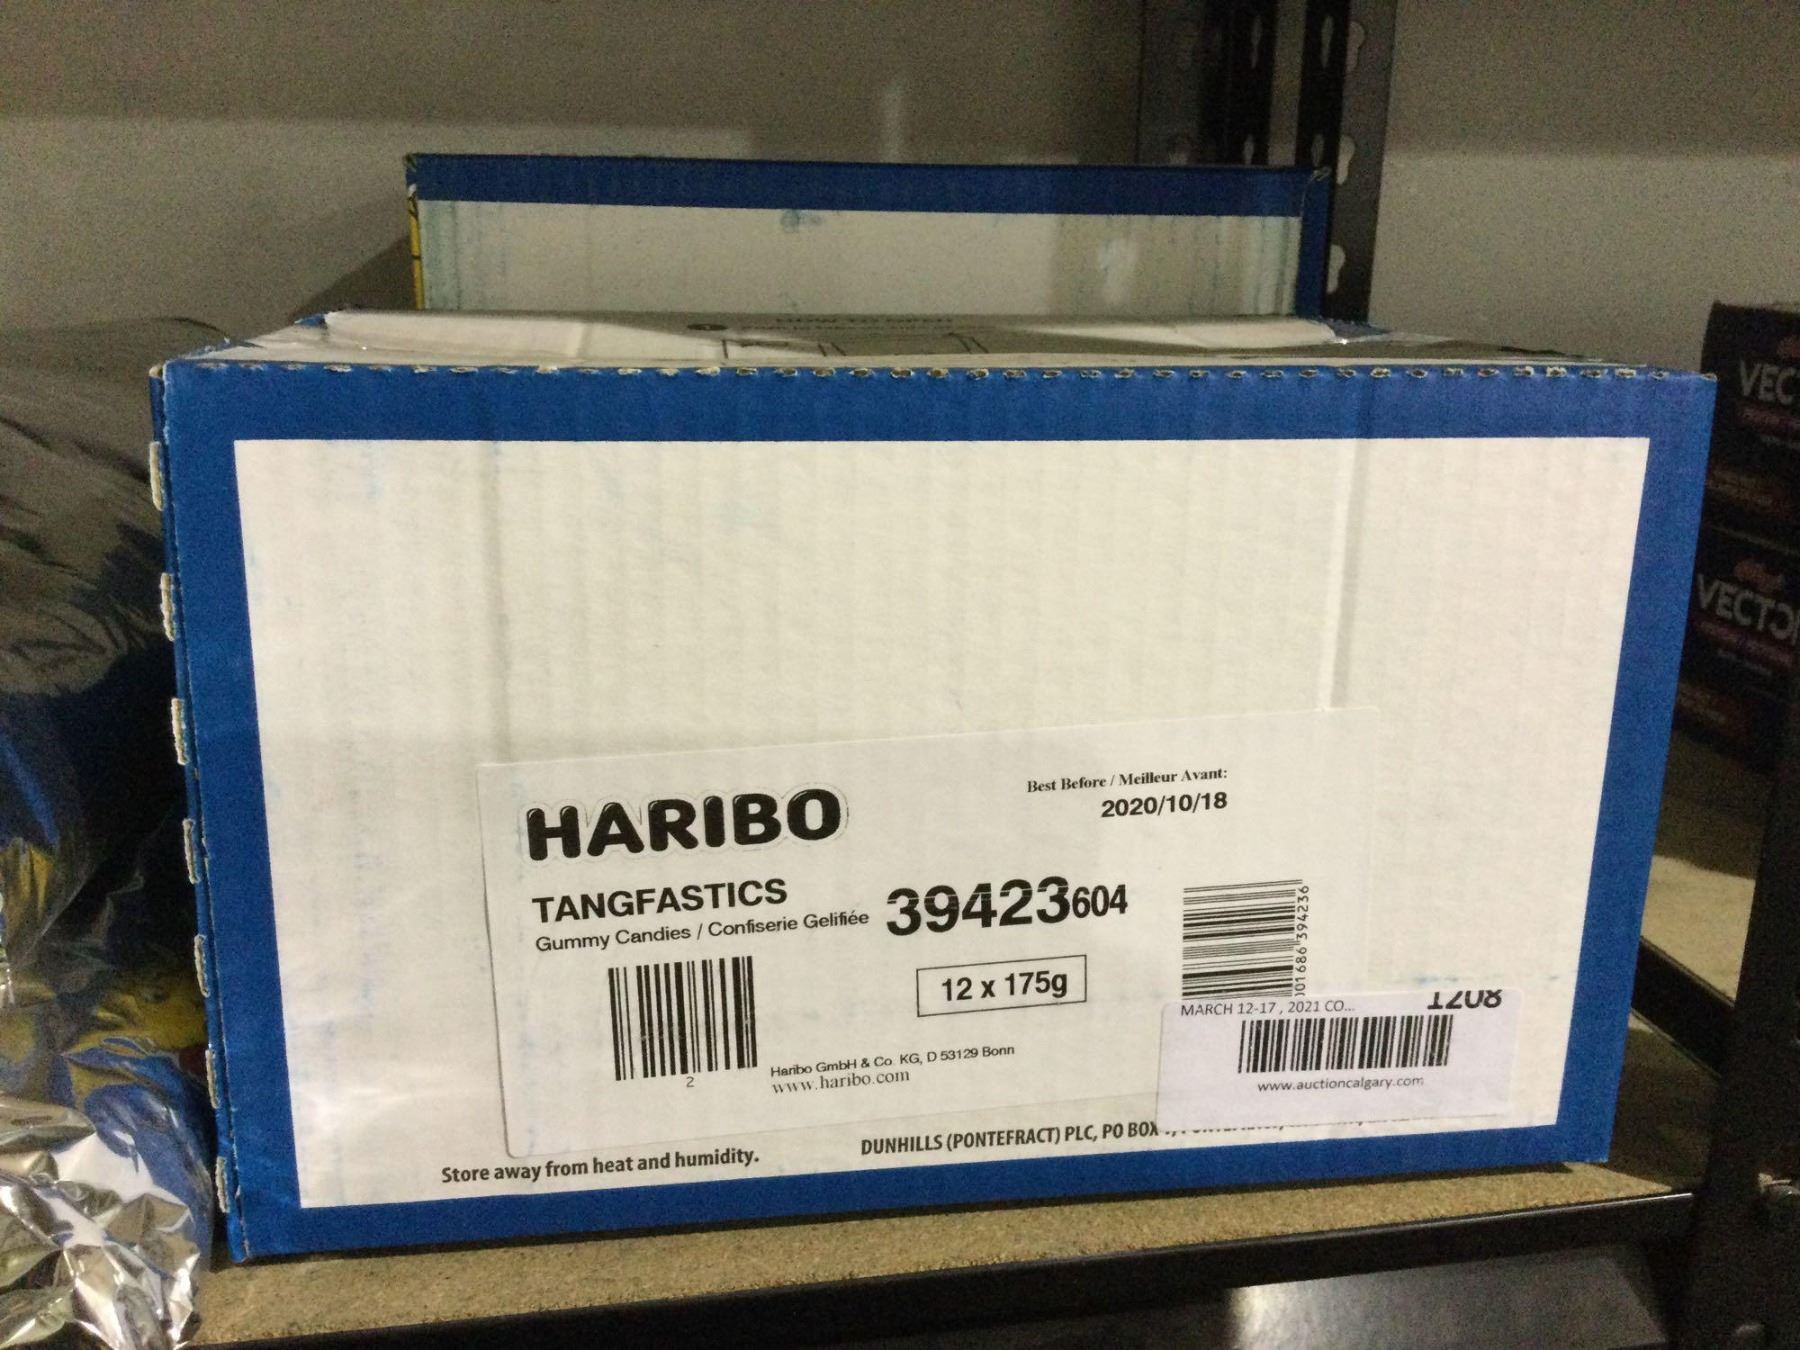 HARIBO
Best Before / Meilleur Avant:
2020/10/18
TANGFASTICS
Gummy Candies / Confiserie Gelifiée
39423604
12 x 175g
2
Haribo GmbH & Co. KG, D 53129 Bonn
www.haribo.com
MARCH 12-17, 2021 CO...
1208
www.auctioncalgary.com
Store away from heat and humidity.
DUNHILLS (PONTEFRACT) PLC, PO BOX
VEC
VECTO